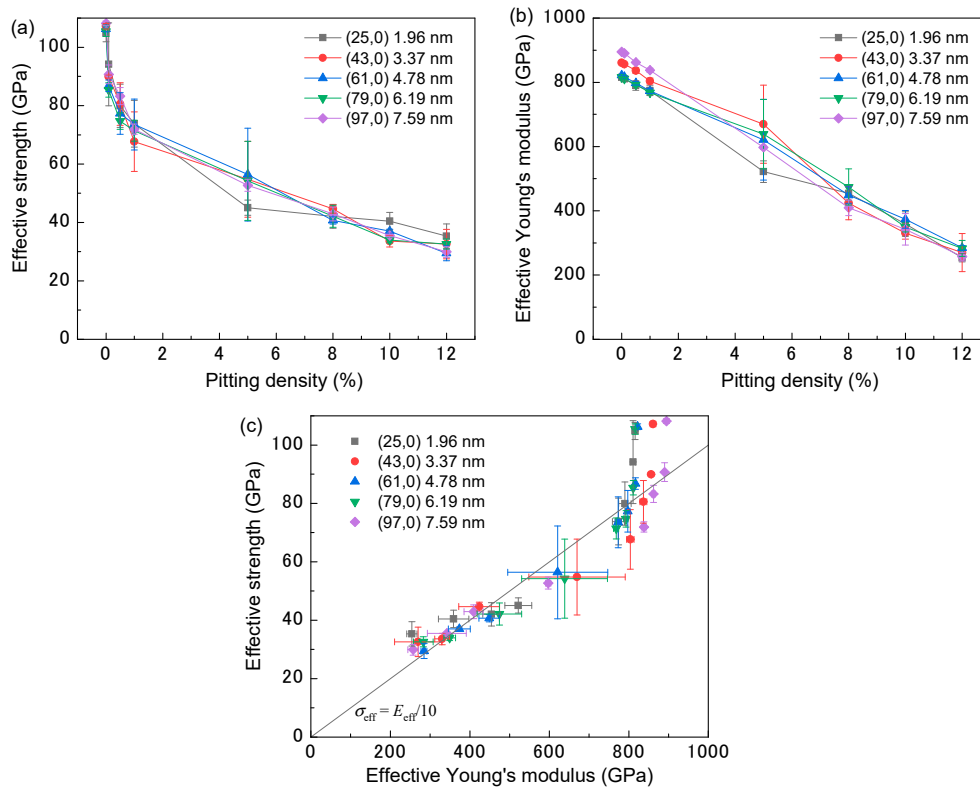 (a)
(25,0) 1.96 nm
(43,0) 3.37 nm
(61,0) 4.78 nm
(79,0) 6.19 nm
(97,0) 7.59 nm
100
80
60
40
20
0
Effective strength (GPa)
0 2 4 6 8 10 12
Pitting density (%)
(b)
(25,0) 1.96 nm
(43,0) 3.37 nm
(61,0) 4.78 nm
(79,0) 6.19 nm
(97,0) 7.59 nm
1000
800
600
400
200
0
Effective Young's modulus (GPa)
0 2 4 6 8 10 12
Pitting density (%)
(c)
(25,0) 1.96 nm
(43,0) 3.37 nm
(61,0) 4.78 nm
(79,0) 6.19 nm
(97,0) 7.59 nm
100
80
60
40
20
0
Effective strength (GPa)
σeff = Eeff/10
0 200 400 600 800 1000
Effective Young's modulus (GPa)